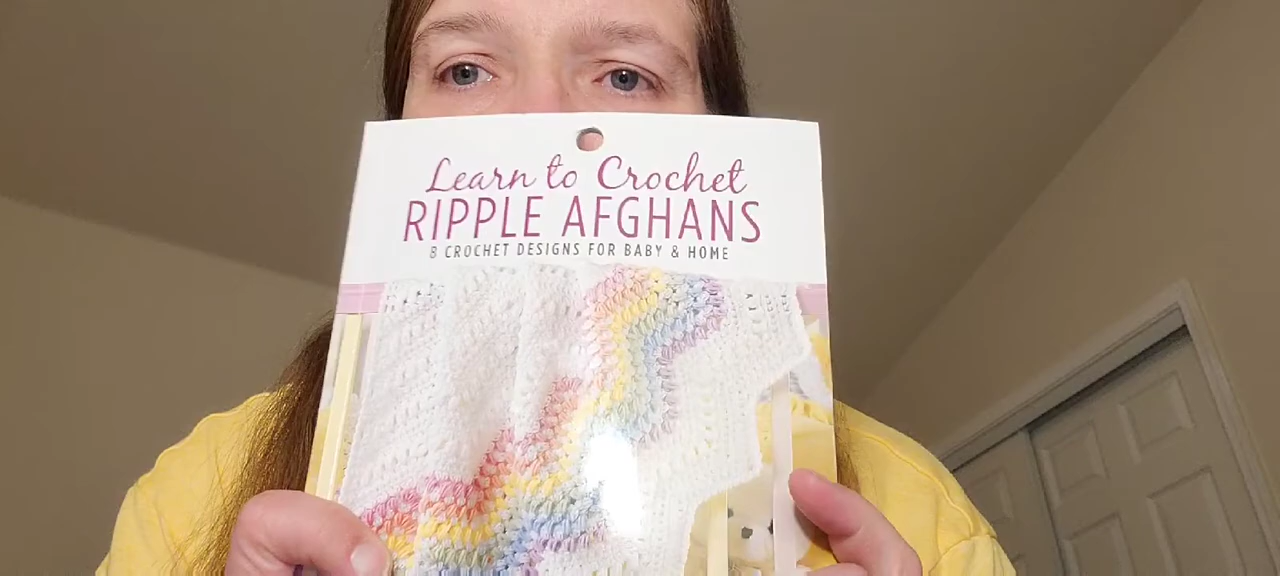 Learn to Crochet
RIPPLE AFGHANS
8 CROCHET DESIGNS FOR BABY & HOME